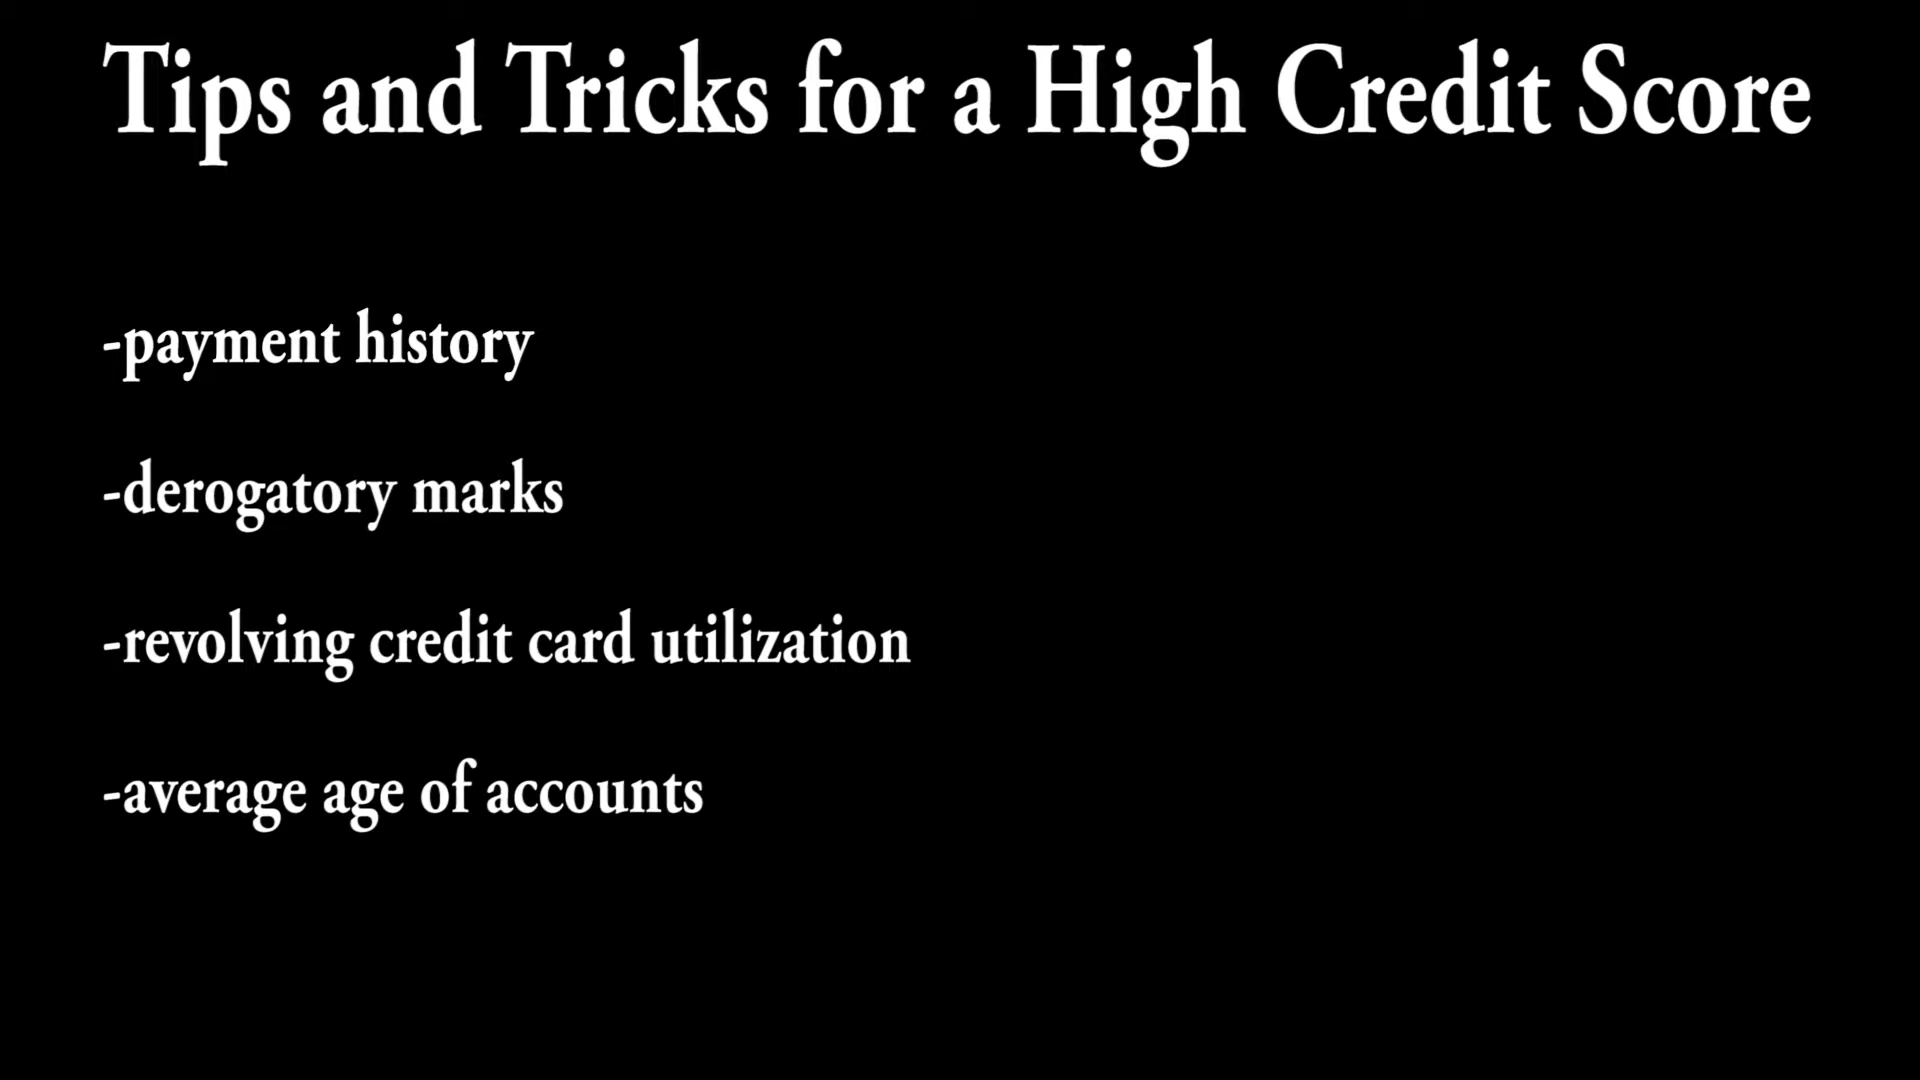 Tips and Tricks for a High Credit Score
-payment history
-derogatory marks
-revolving credit card utilization
-average age of accounts